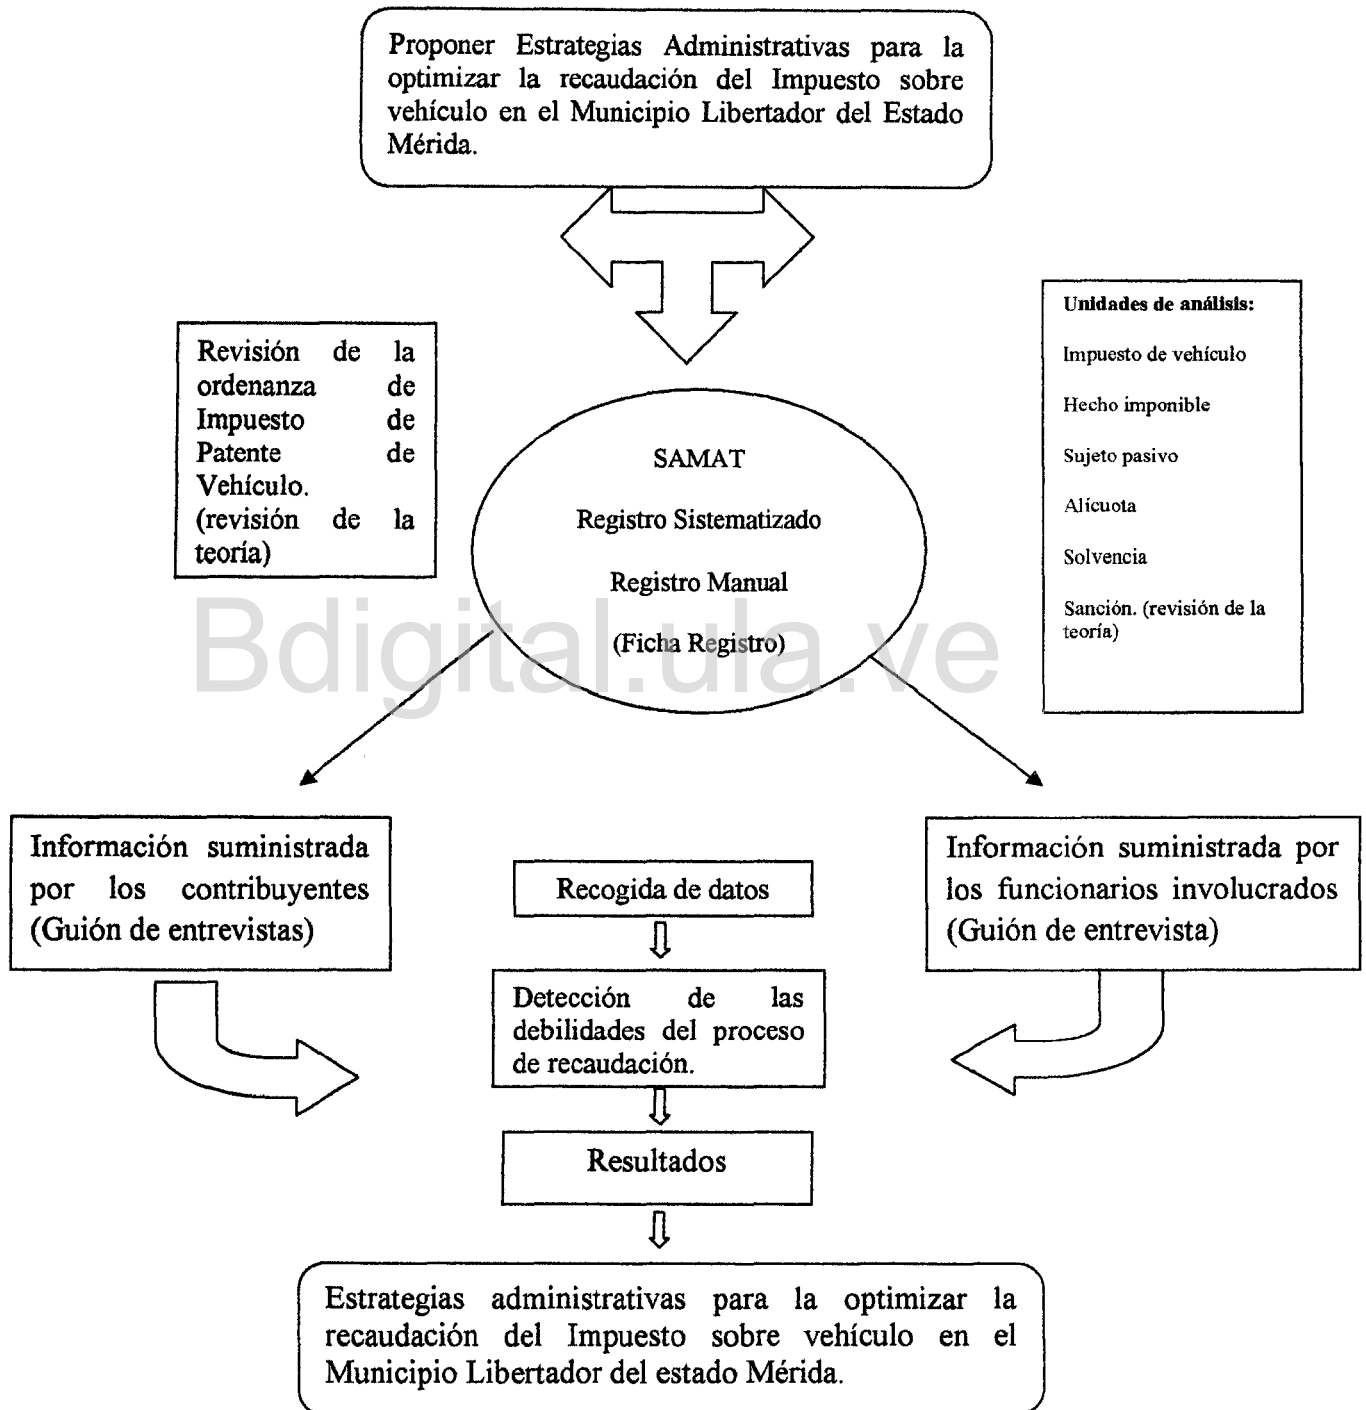 Proponer Estrategias Administrativas para la
optimizar la recaudación del Impuesto sobre
vehículo en el Municipio Libertador del Estado
Mérida.
Revisión de la
ordenanza de
Impuesto de
Patente de
Vehículo.
(revisión de la
teoría)
SAMAT
Registro Sistematizado
Registro Manual
(Ficha Registro)
Unidades de análisis:
Impuesto de vehículo
Hecho imponible
Sujeto pasivo
Alícuota
Solvencia
Sanción. (revisión de la
teoría)
Bdigital.ula.ve
Información suministrada
por los contribuyentes
(Guión de entrevistas)
Recogida de datos
Detección de las
debilidades del proceso
de recaudación.
Resultados
Información suministrada por
los funcionarios involucrados
(Guión de entrevista)
Estrategias administrativas para la optimizar la
recaudación del Impuesto sobre vehículo en el
Municipio Libertador del estado Mérida.